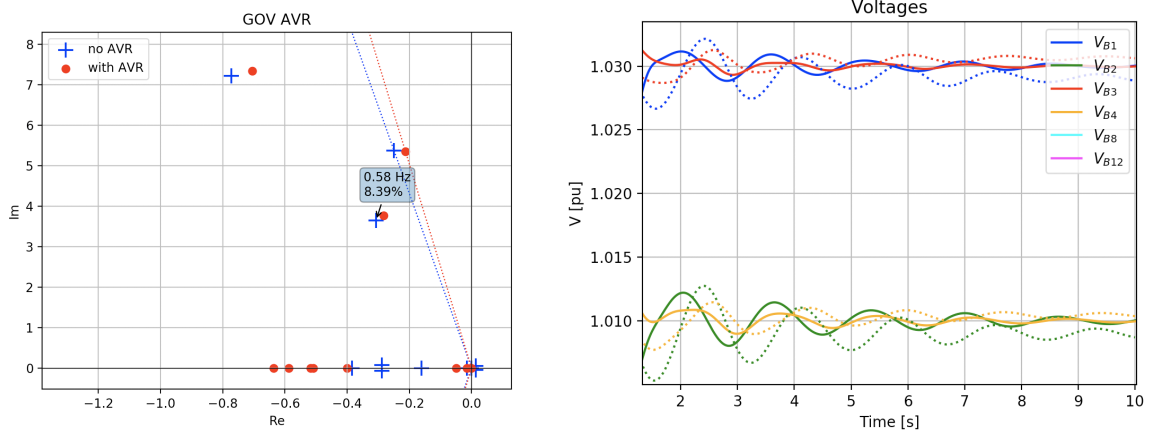 GOV AVR
no AVR
with AVR
0.58 Hz
8.39%
8
7
6
5
4
3
2
1
0
Im
−1.2
−1.0
−0.8
−0.6
−0.4
−0.2
0.0
Re
Voltages
V_B1
V_B2
V_B3
V_B4
V_B8
V_B12
1.030
1.025
1.020
1.015
1.010
V [pu]
2
3
4
5
6
7
8
9
10
Time [s]